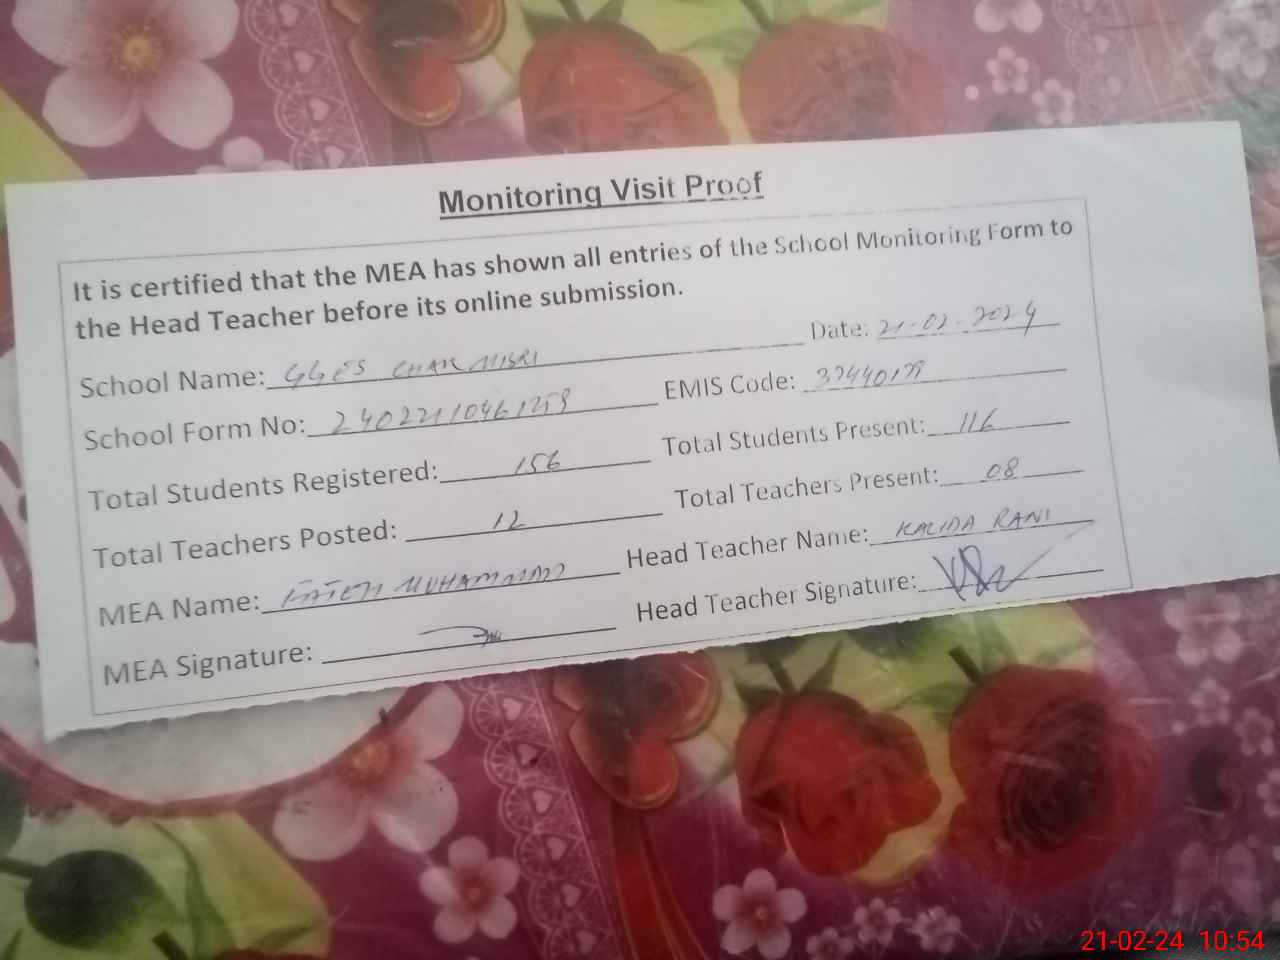 Monitoring Visit Proof
It is certified that the MEA has shown all entries of the School Monitoring Form to
the Head Teacher before its online submission.
School Name: GGES CHAK MISRI Date: 21-02-2024
School Form No: EMIS Code:
Total Students Registered: 156 Total Students Present: 116
Total Teachers Posted: 12 Total Teachers Present: 08
MEA Name: FATEH MUHAMMAD Head Teacher Name: KALIDA RANI
MEA Signature: Head Teacher Signature:
21-02-24 10:54